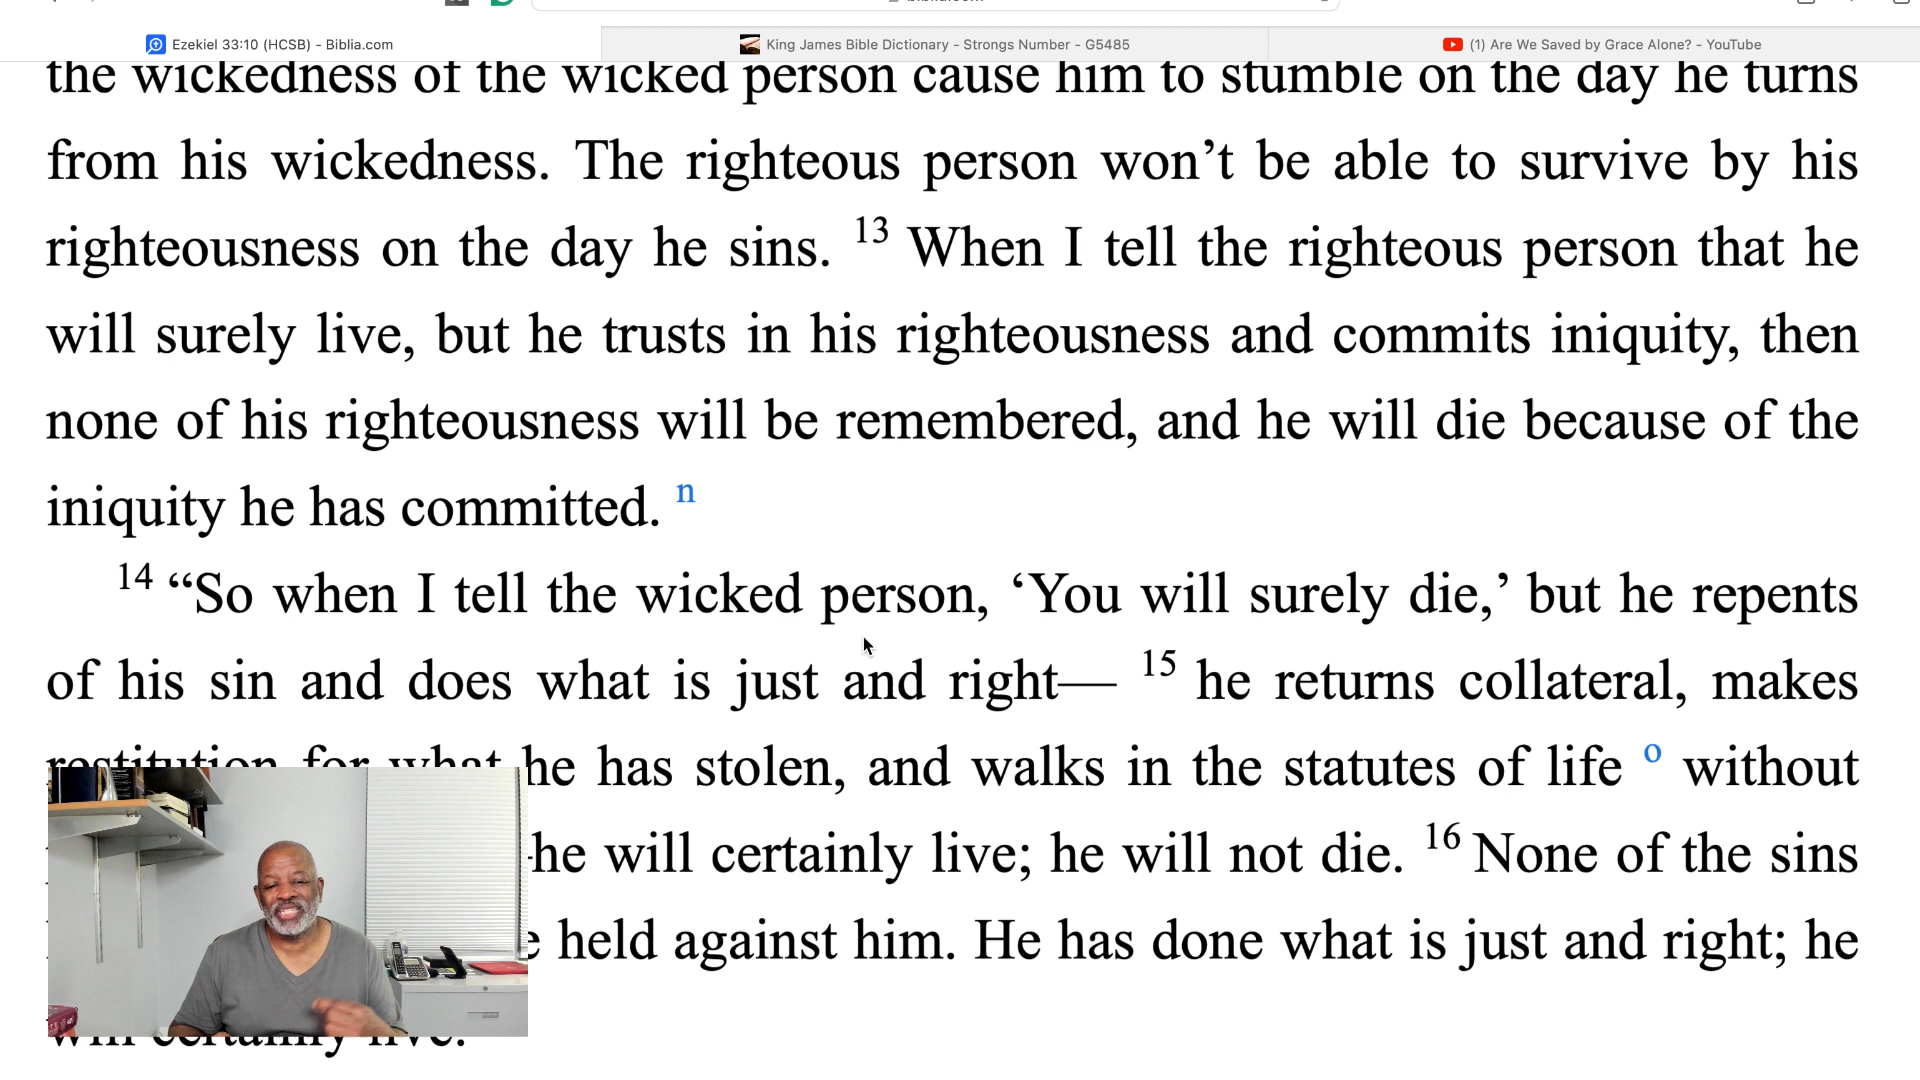 Ezekiel 33:10 (HCSB) - Biblia.com
King James Bible Dictionary - Strongs Number - G5485
(1) Are We Saved by Grace Alone? - YouTube
the wickedness of the wicked person cause him to stumble on the day he turns
from his wickedness. The righteous person won’t be able to survive by his
righteousness on the day he sins. 13 When I tell the righteous person that he
will surely live, but he trusts in his righteousness and commits iniquity, then
none of his righteousness will be remembered, and he will die because of the
iniquity he has committed. n
14 “So when I tell the wicked person, ‘You will surely die,’ but he repents
of his sin and does what is just and right— 15 he returns collateral, makes
restitution for what he has stolen, and walks in the statutes of life o without
he will certainly live; he will not die. 16 None of the sins
held against him. He has done what is just and right; he
will certainly live.